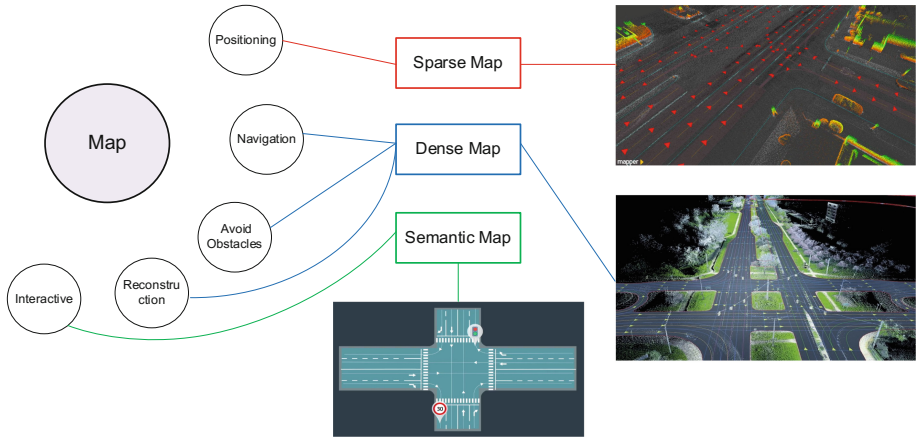 Positioning
Sparse Map
mapper
Map
Navigation
Dense Map
Avoid
Obstacles
Semantic Map
Interactive
Reconstru
ction
30